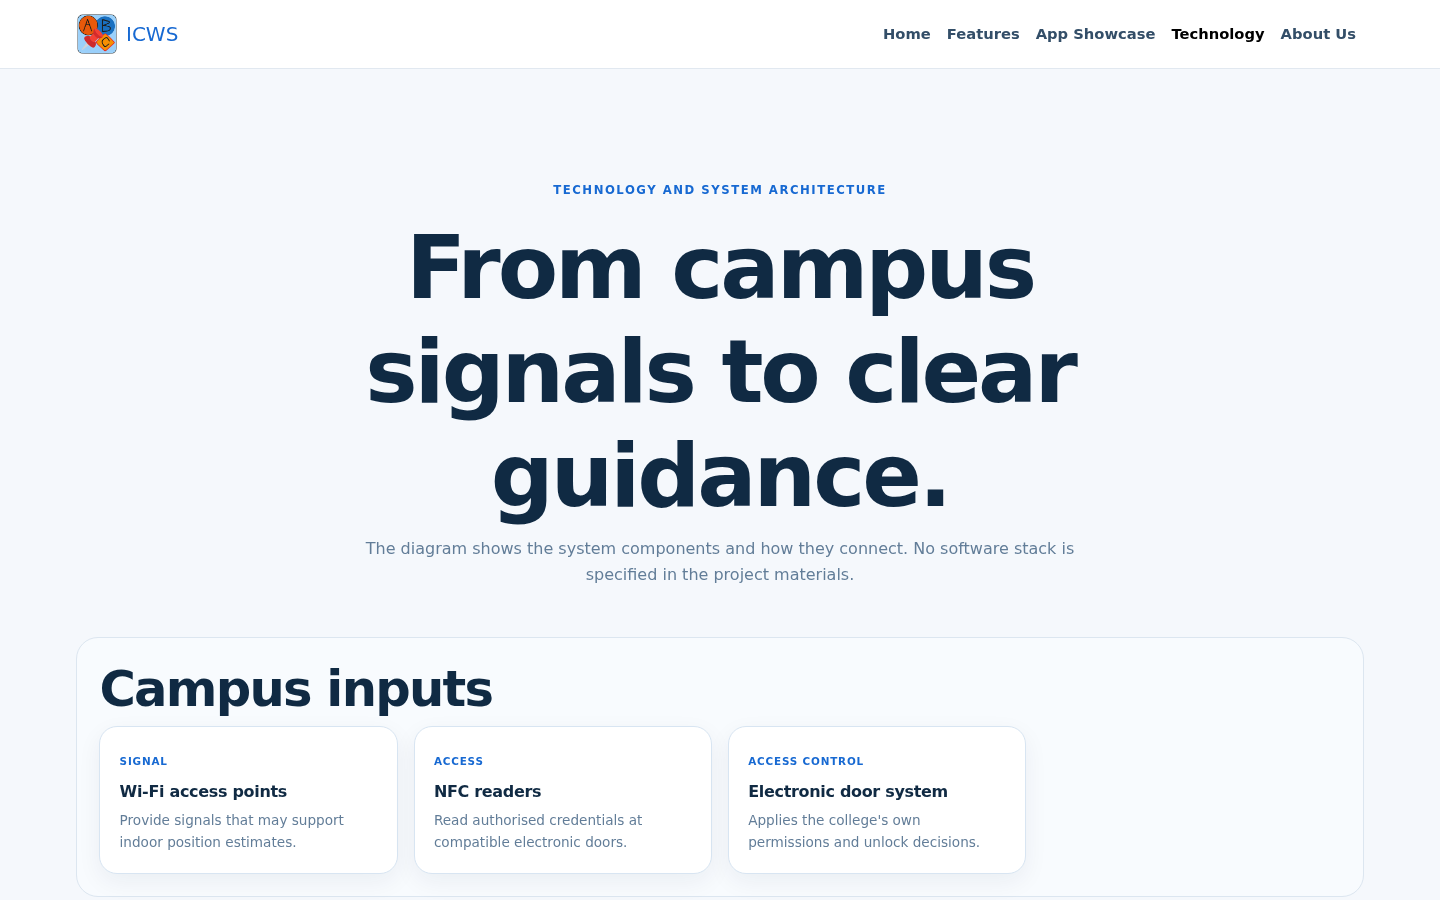 A B C
ICWS
Home Features App Showcase Technology About Us
TECHNOLOGY AND SYSTEM ARCHITECTURE
From campus
signals to clear
guidance.
The diagram shows the system components and how they connect. No software stack is
specified in the project materials.
Campus inputs
SIGNAL
Wi-Fi access points
Provide signals that may support
indoor position estimates.
ACCESS
NFC readers
Read authorised credentials at
compatible electronic doors.
ACCESS CONTROL
Electronic door system
Applies the college's own
permissions and unlock decisions.